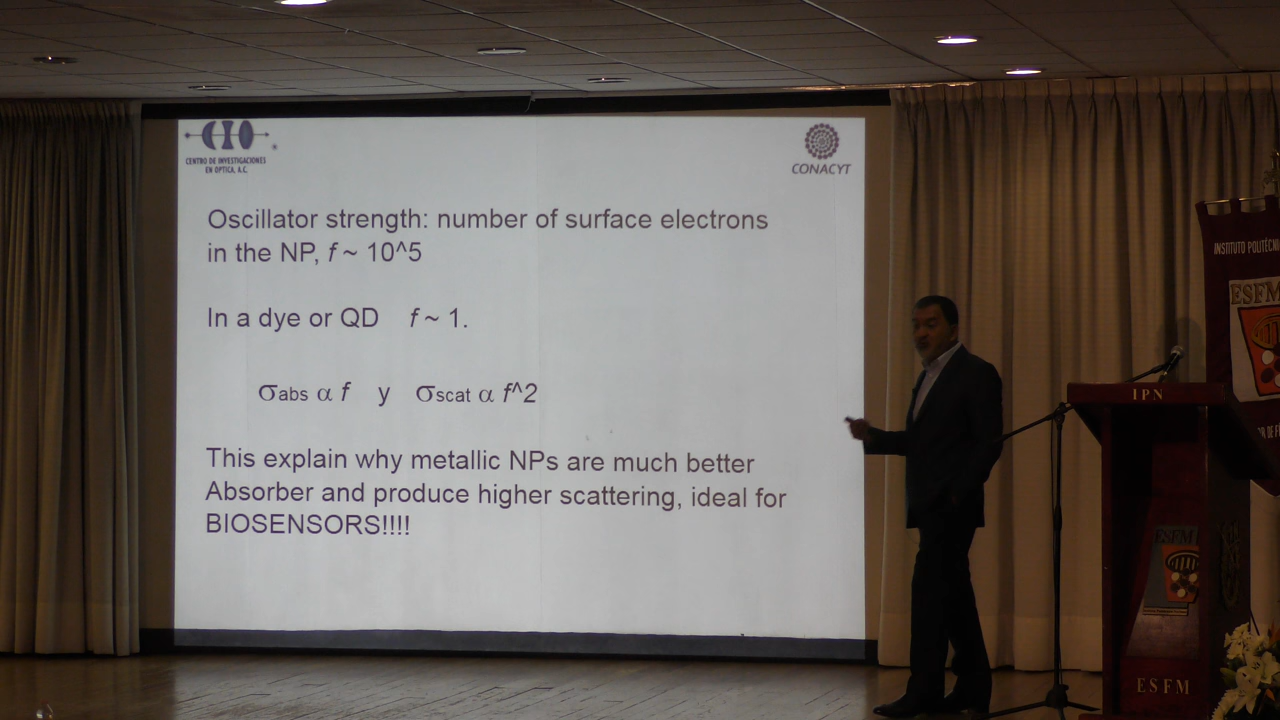 CIO
CENTRO DE INVESTIGACIONES
EN OPTICA, A.C.
CONACYT
Oscillator strength: number of surface electrons
in the NP, f ~ 10^5
In a dye or QD f ~ 1.
σabs α f y σscat α f^2
This explain why metallic NPs are much better
Absorber and produce higher scattering, ideal for
BIOSENSORS!!!!
INSTITUTO
ESFM
IPN
ESFM
ESFM